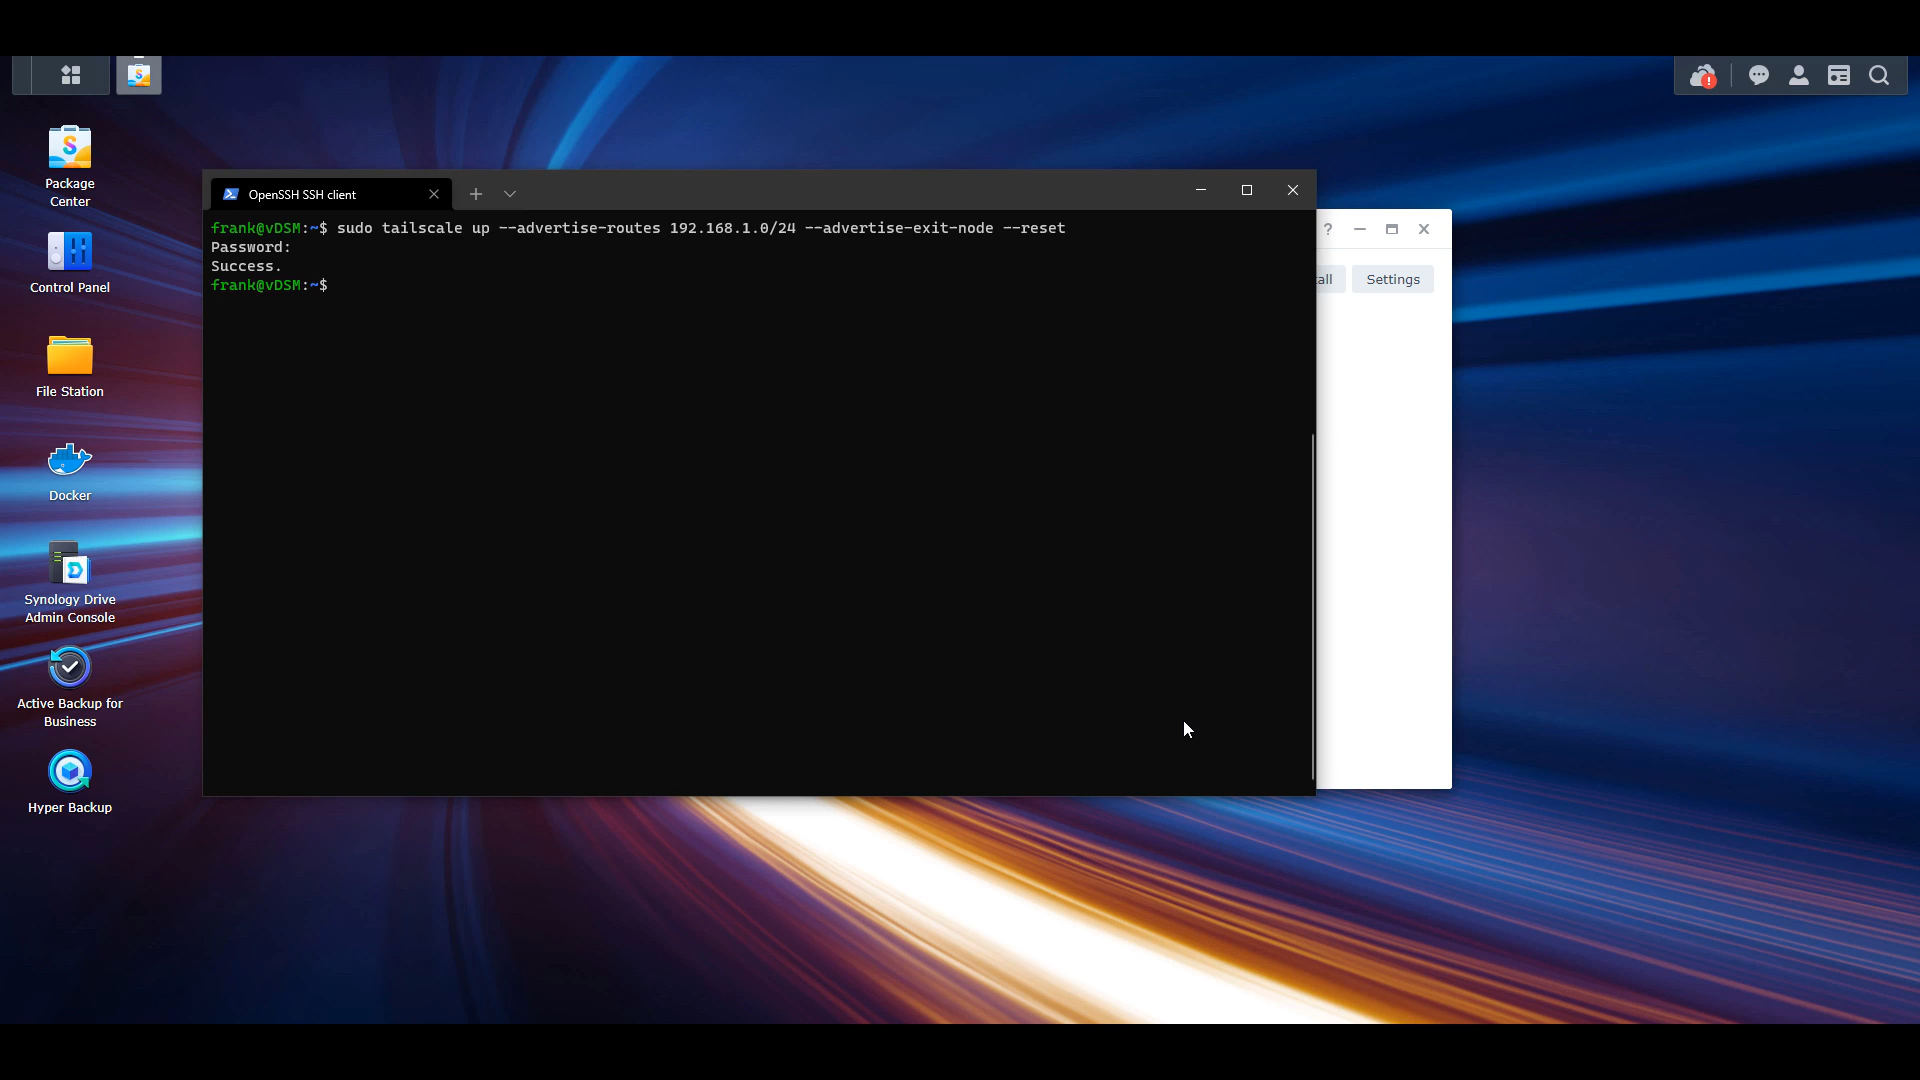 Package
Center
Control Panel
File Station
Docker
Synology Drive
Admin Console
Active Backup for
Business
Hyper Backup
OpenSSH SSH client
frank@vDSM:~$ sudo tailscale up --advertise-routes 192.168.1.0/24 --advertise-exit-node --reset
Password:
Success.
frank@vDSM:~$
?
all
Settings